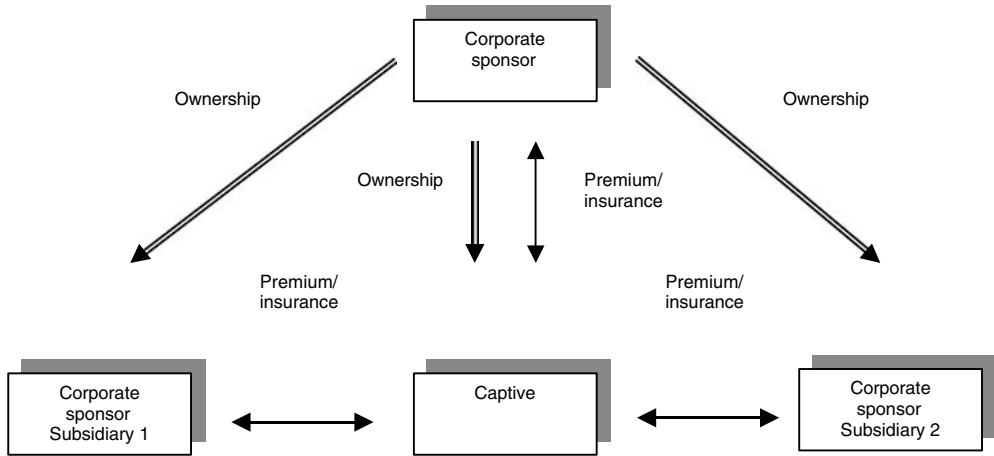 Corporate
sponsor
Ownership
Ownership
Ownership
Premium/
insurance
Premium/
insurance
Premium/
insurance
Corporate
sponsor
Subsidiary 1
Captive
Corporate
sponsor
Subsidiary 2